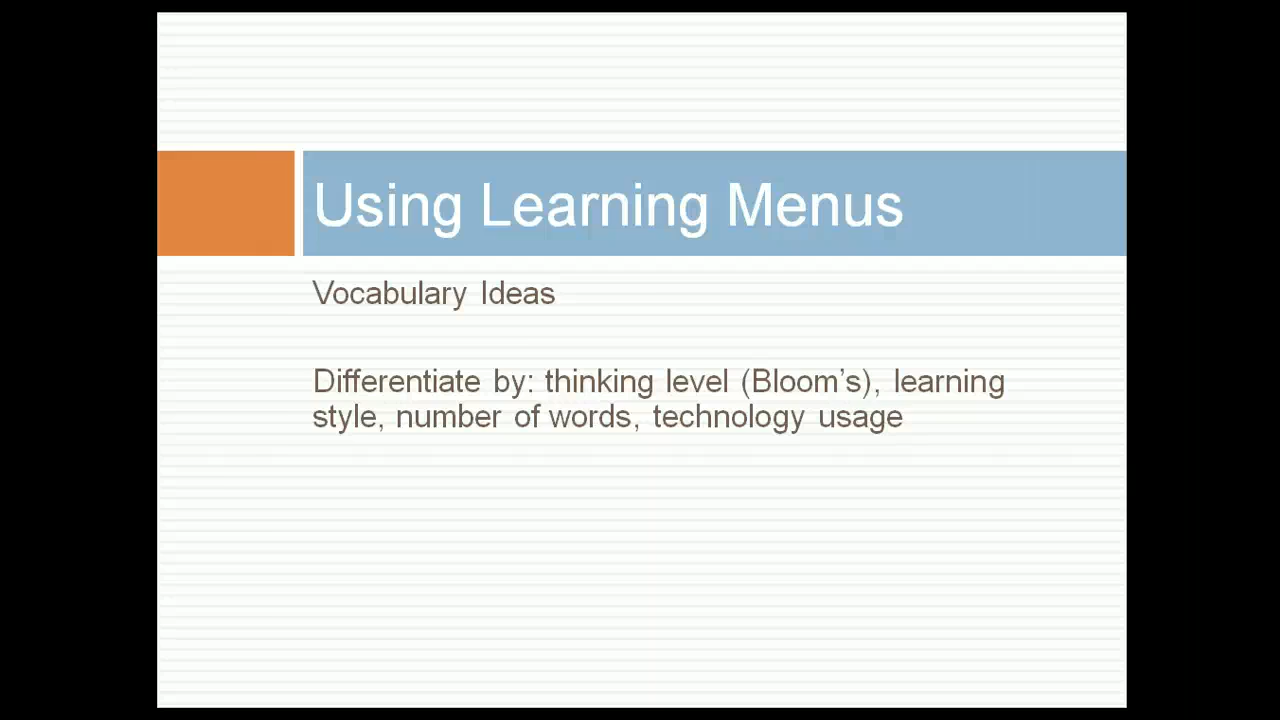 Using Learning Menus
Vocabulary Ideas
Differentiate by: thinking level (Bloom’s), learning
style, number of words, technology usage